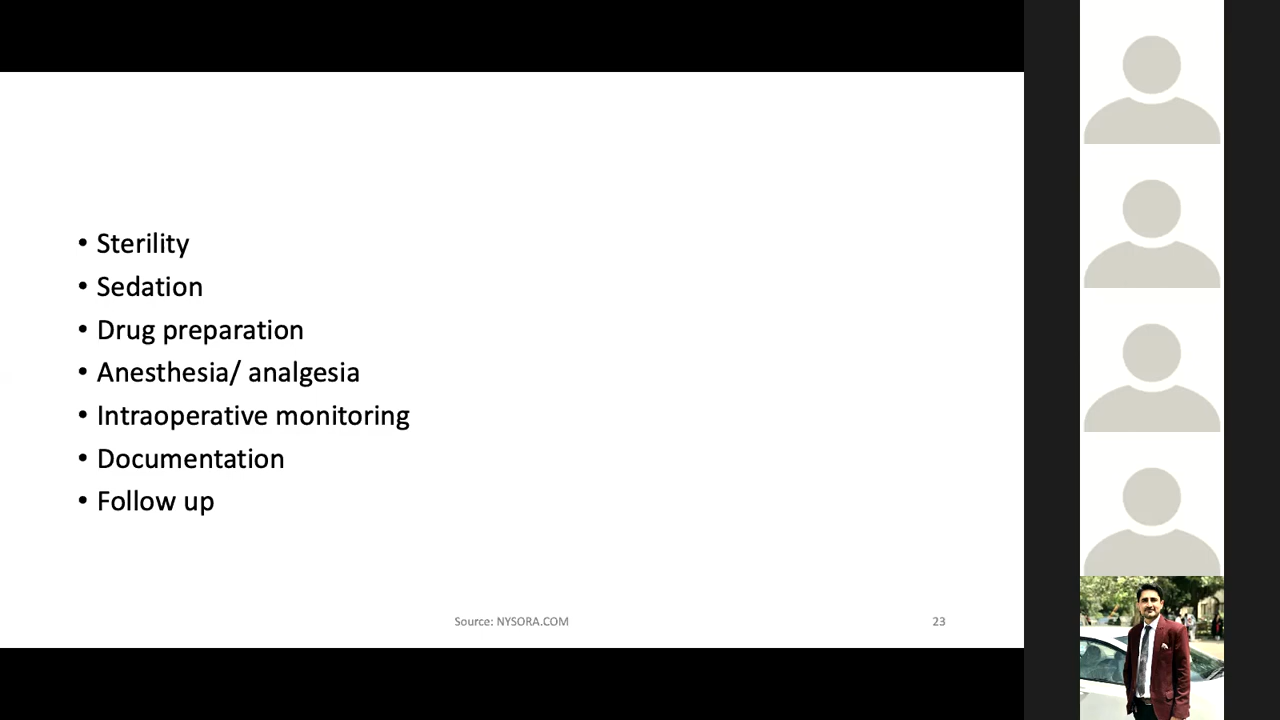 • Sterility
• Sedation
• Drug preparation
• Anesthesia/ analgesia
• Intraoperative monitoring
• Documentation
• Follow up
Source: NYSORA.COM
23